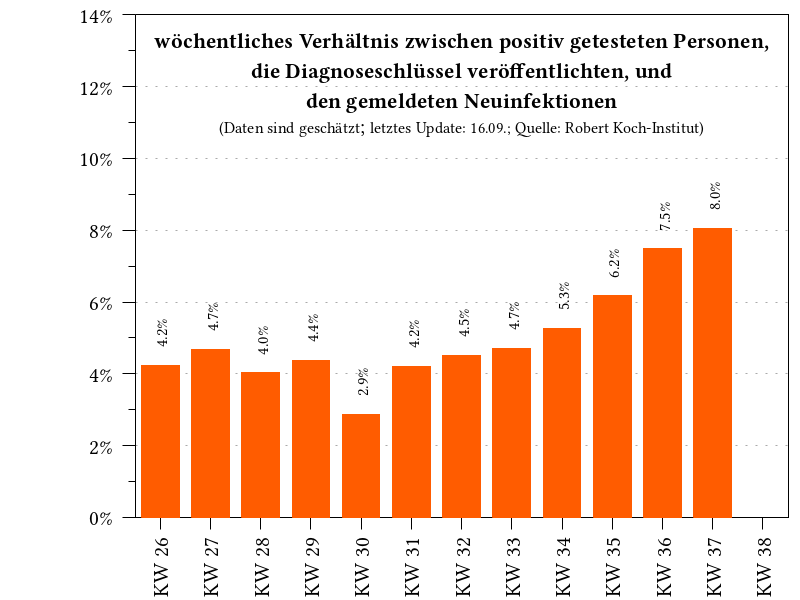 wöchentliches Verhältnis zwischen positiv getesteten Personen,
die Diagnoseschlüssel veröffentlichten, und
den gemeldeten Neuinfektionen
(Daten sind geschätzt; letztes Update: 16.09.; Quelle: Robert Koch-Institut)
14%
12%
10%
8%
6%
4%
2%
0%
4.2%
4.7%
4.0%
4.4%
2.9%
4.2%
4.5%
4.7%
5.3%
6.2%
7.5%
8.0%
KW 26
KW 27
KW 28
KW 29
KW 30
KW 31
KW 32
KW 33
KW 34
KW 35
KW 36
KW 37
KW 38